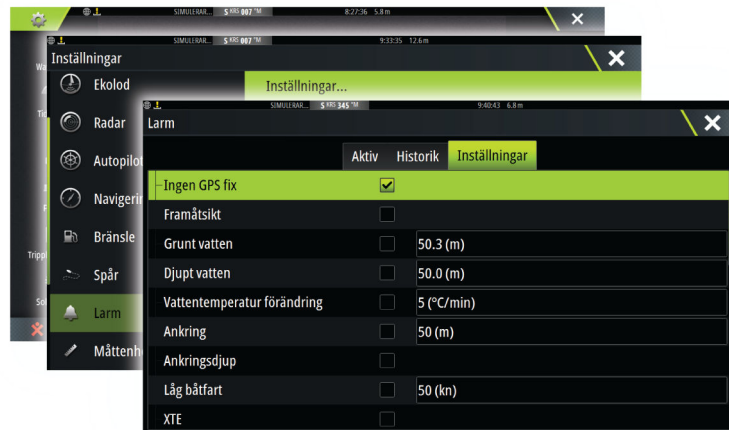 SIMULERAR... S KRS 007 °M 8:27:36 5.8 m
SIMULERAR... S KRS 007 °M 9:33:35 12.6 m
Inställningar
Ekolod
Inställningar...
Radar
Autopilot
Bränsle
Spår
Larm
SIMULERAR... S KRS 345 °M 9:40:43 6.8 m
Larm
Aktiv Historik Inställningar
Ingen GPS fix
Framåtsikt
Grunt vatten 50.3 (m)
Djupt vatten 50.0 (m)
Vattentemperatur förändring 5 (°C/min)
Ankring 50 (m)
Ankringsdjup
Låg båtfart 50 (kn)
XTE